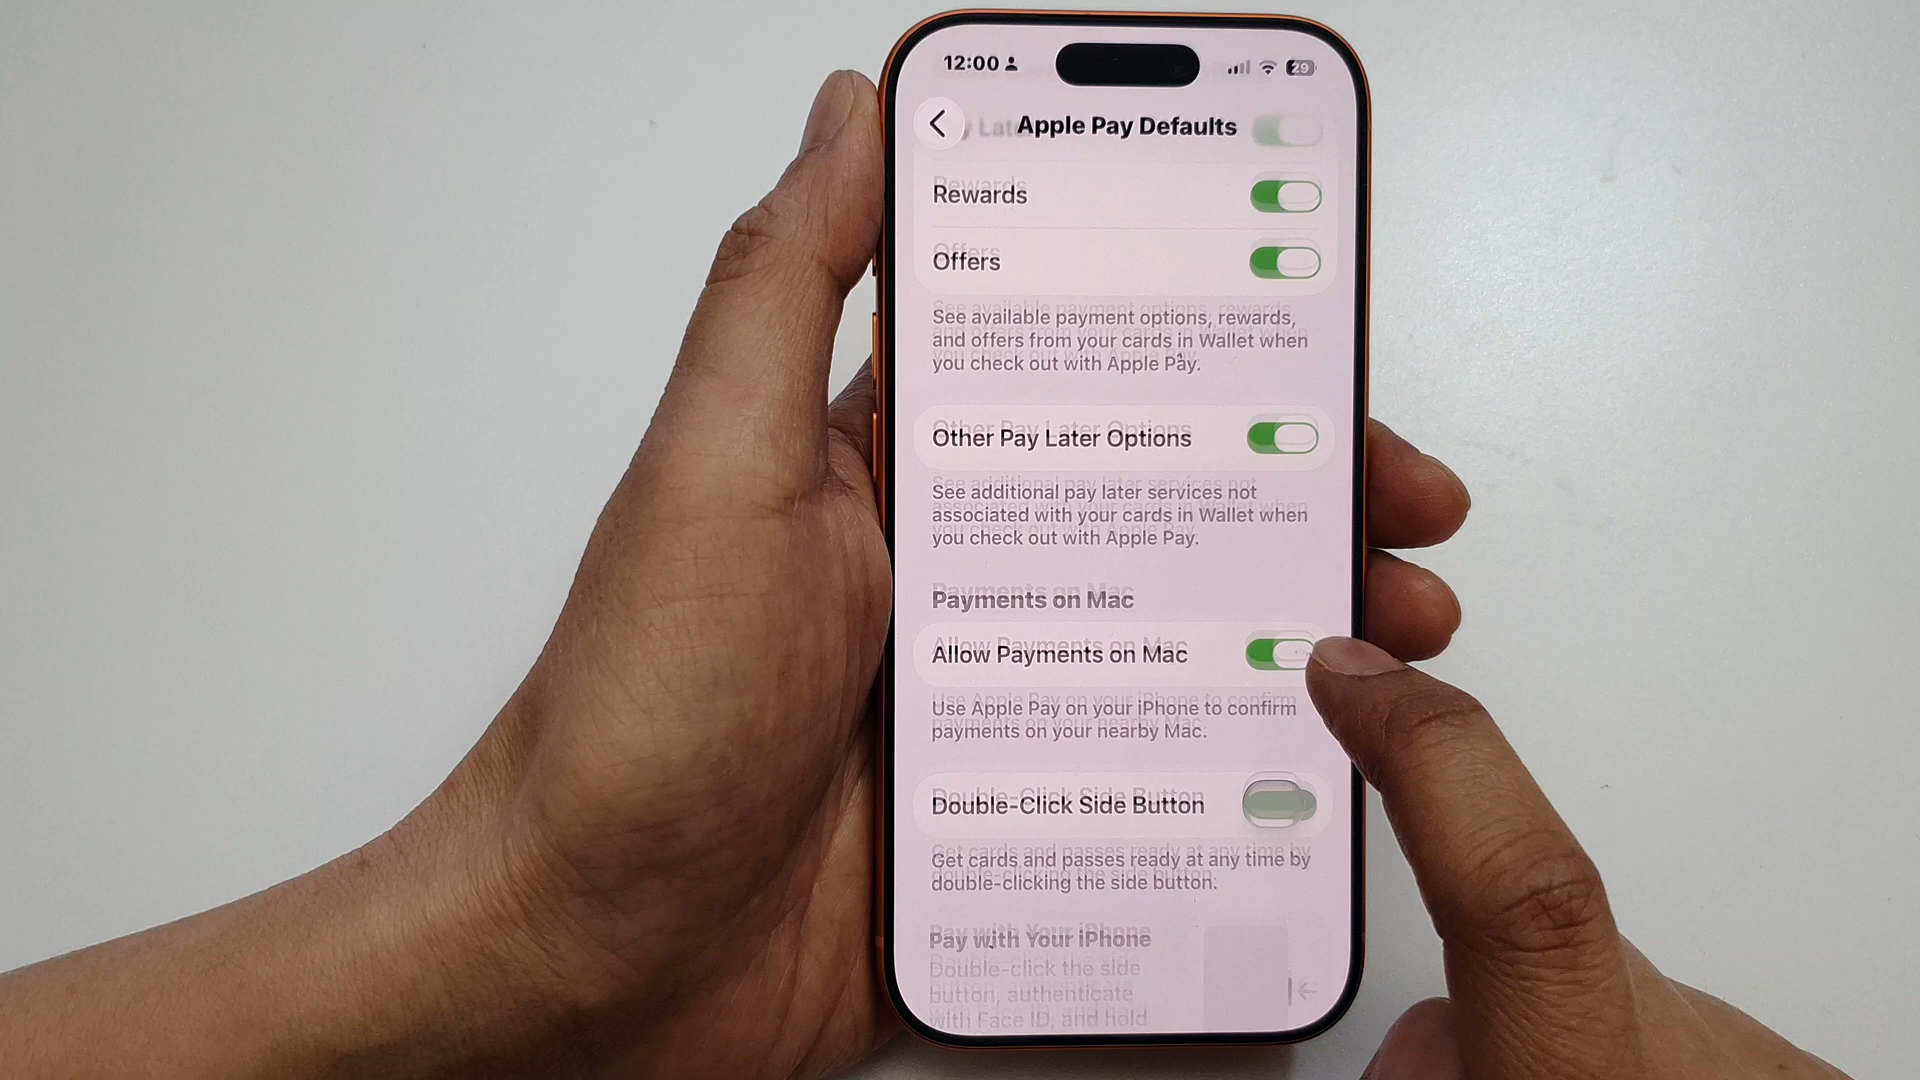 12:00
29
Apple Pay Defaults
Rewards
Offers
See available payment options, rewards,
and offers from your cards in Wallet when
you check out with Apple Pay.
Other Pay Later Options
See additional pay later services not
associated with your cards in Wallet when
you check out with Apple Pay.
Payments on Mac
Allow Payments on Mac
Use Apple Pay on your iPhone to confirm
payments on your nearby Mac.
Double-Click Side Button
Get cards and passes ready at any time by
double-clicking the side button.
Pay with Your iPhone
Double-click the side
button, authenticate
with Face ID, and hold